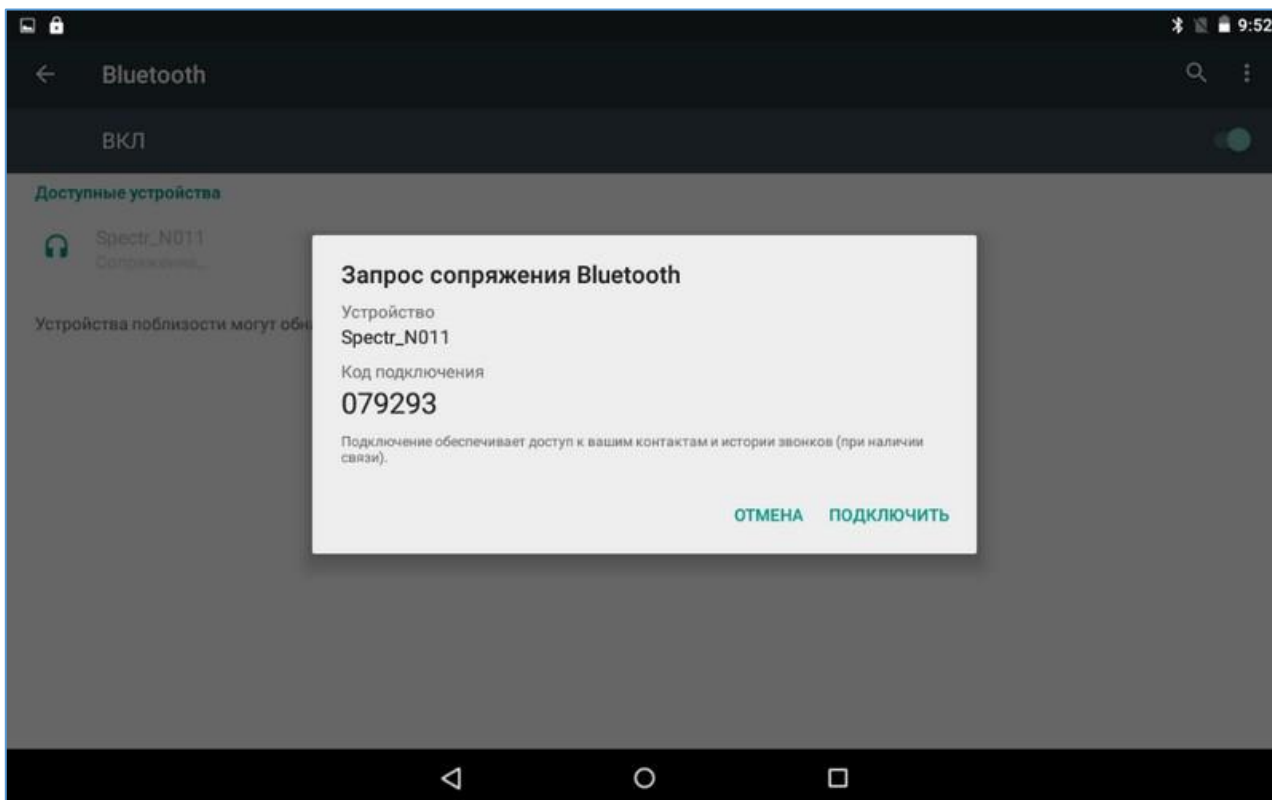 9:52
Bluetooth
ВКЛ
Доступные устройства
Spectr_N011
Сопряжение...
Устройства поблизости могут
Запрос сопряжения Bluetooth
Устройство
Spectr_N011
Код подключения
079293
Подключение обеспечивает доступ к вашим контактам и истории звонков (при наличии
связи).
ОТМЕНА ПОДКЛЮЧИТЬ